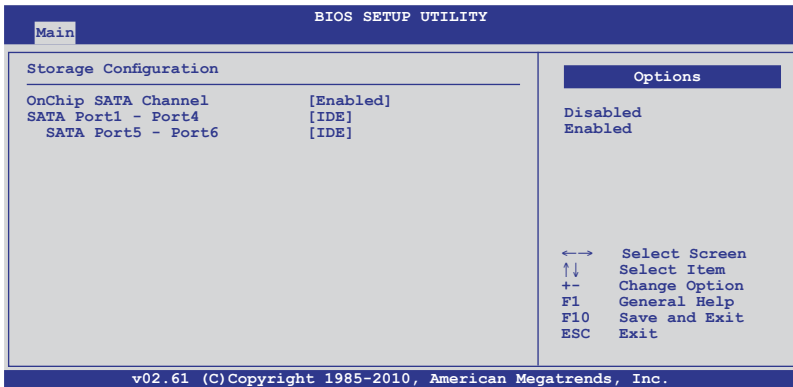 BIOS SETUP UTILITY
Main
Storage Configuration
OnChip SATA Channel [Enabled]
SATA Port1 - Port4 [IDE]
SATA Port5 - Port6 [IDE]
Options
Disabled
Enabled
←→ Select Screen
↑↓ Select Item
+- Change Option
F1 General Help
F10 Save and Exit
ESC Exit
v02.61 (C)Copyright 1985-2010, American Megatrends, Inc.